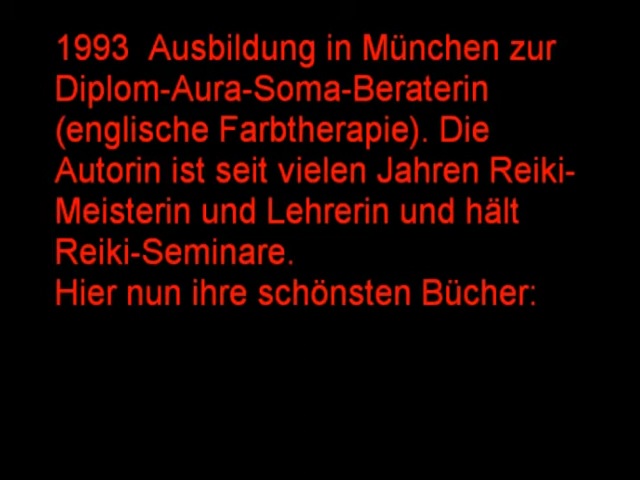 1993  Ausbildung in München zur
Diplom-Aura-Soma-Beraterin
(englische Farbtherapie). Die
Autorin ist seit vielen Jahren Reiki-
Meisterin und Lehrerin und hält
Reiki-Seminare.
Hier nun ihre schönsten Bücher: